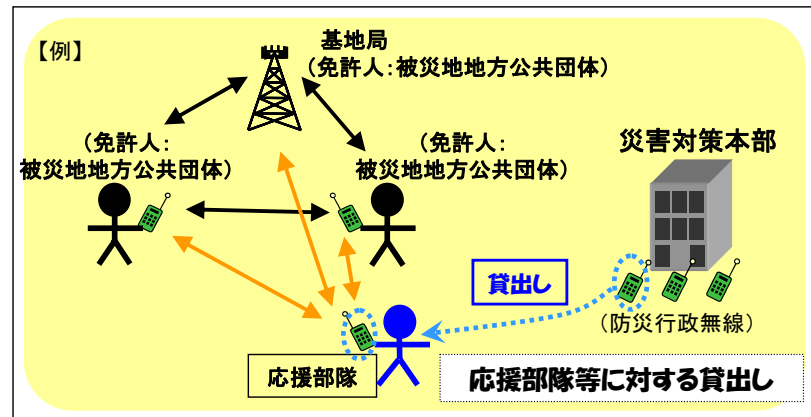 【例】
基地局
(免許人:被災地地方公共団体)
(免許人:
被災地地方公共団体)
(免許人:
被災地地方公共団体)
災害対策本部
貸出し
(防災行政無線)
応援部隊
応援部隊等に対する貸出し